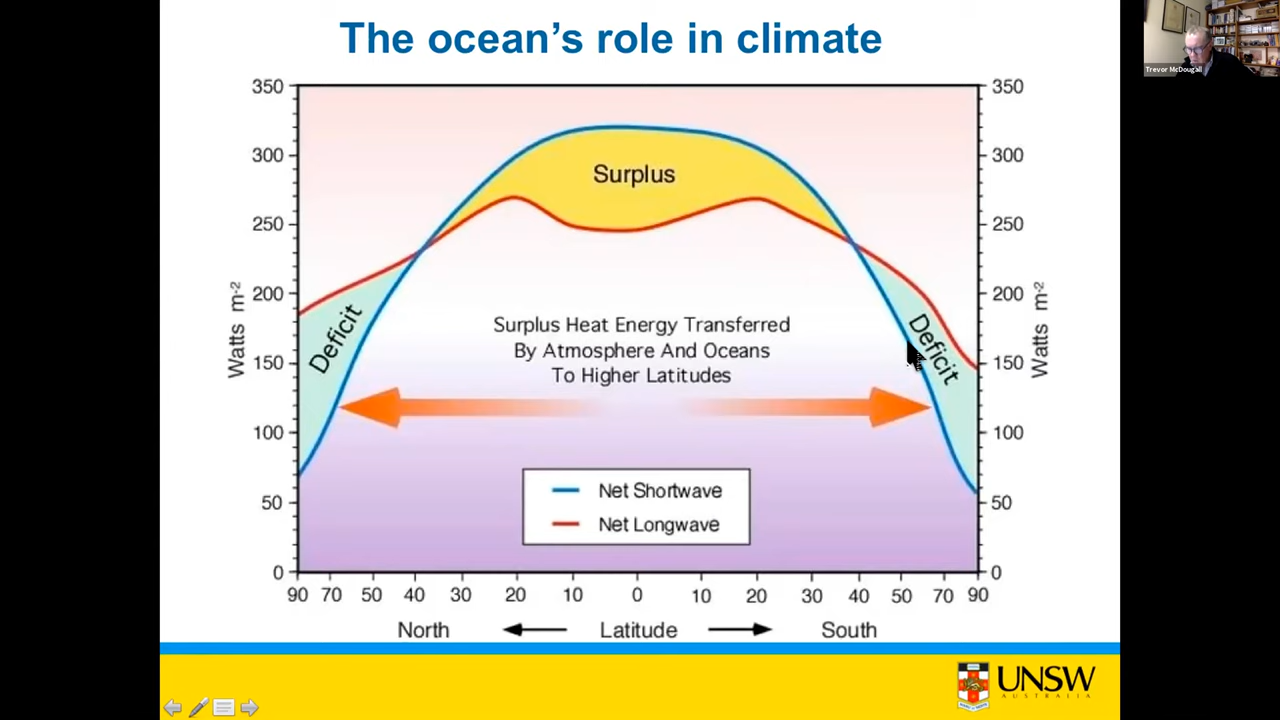 The ocean's role in climate
Trevor McDougall
350
300
250
200
150
100
50
0
Watts m-2
350
300
250
200
150
100
50
0
Watts m-2
Surplus
Deficit
Deficit
Surplus Heat Energy Transferred
By Atmosphere And Oceans
To Higher Latitudes
Net Shortwave
Net Longwave
90 70 50 40 30 20 10 0 10 20 30 40 50 70 90
North Latitude South
UNSW
AUSTRALIA